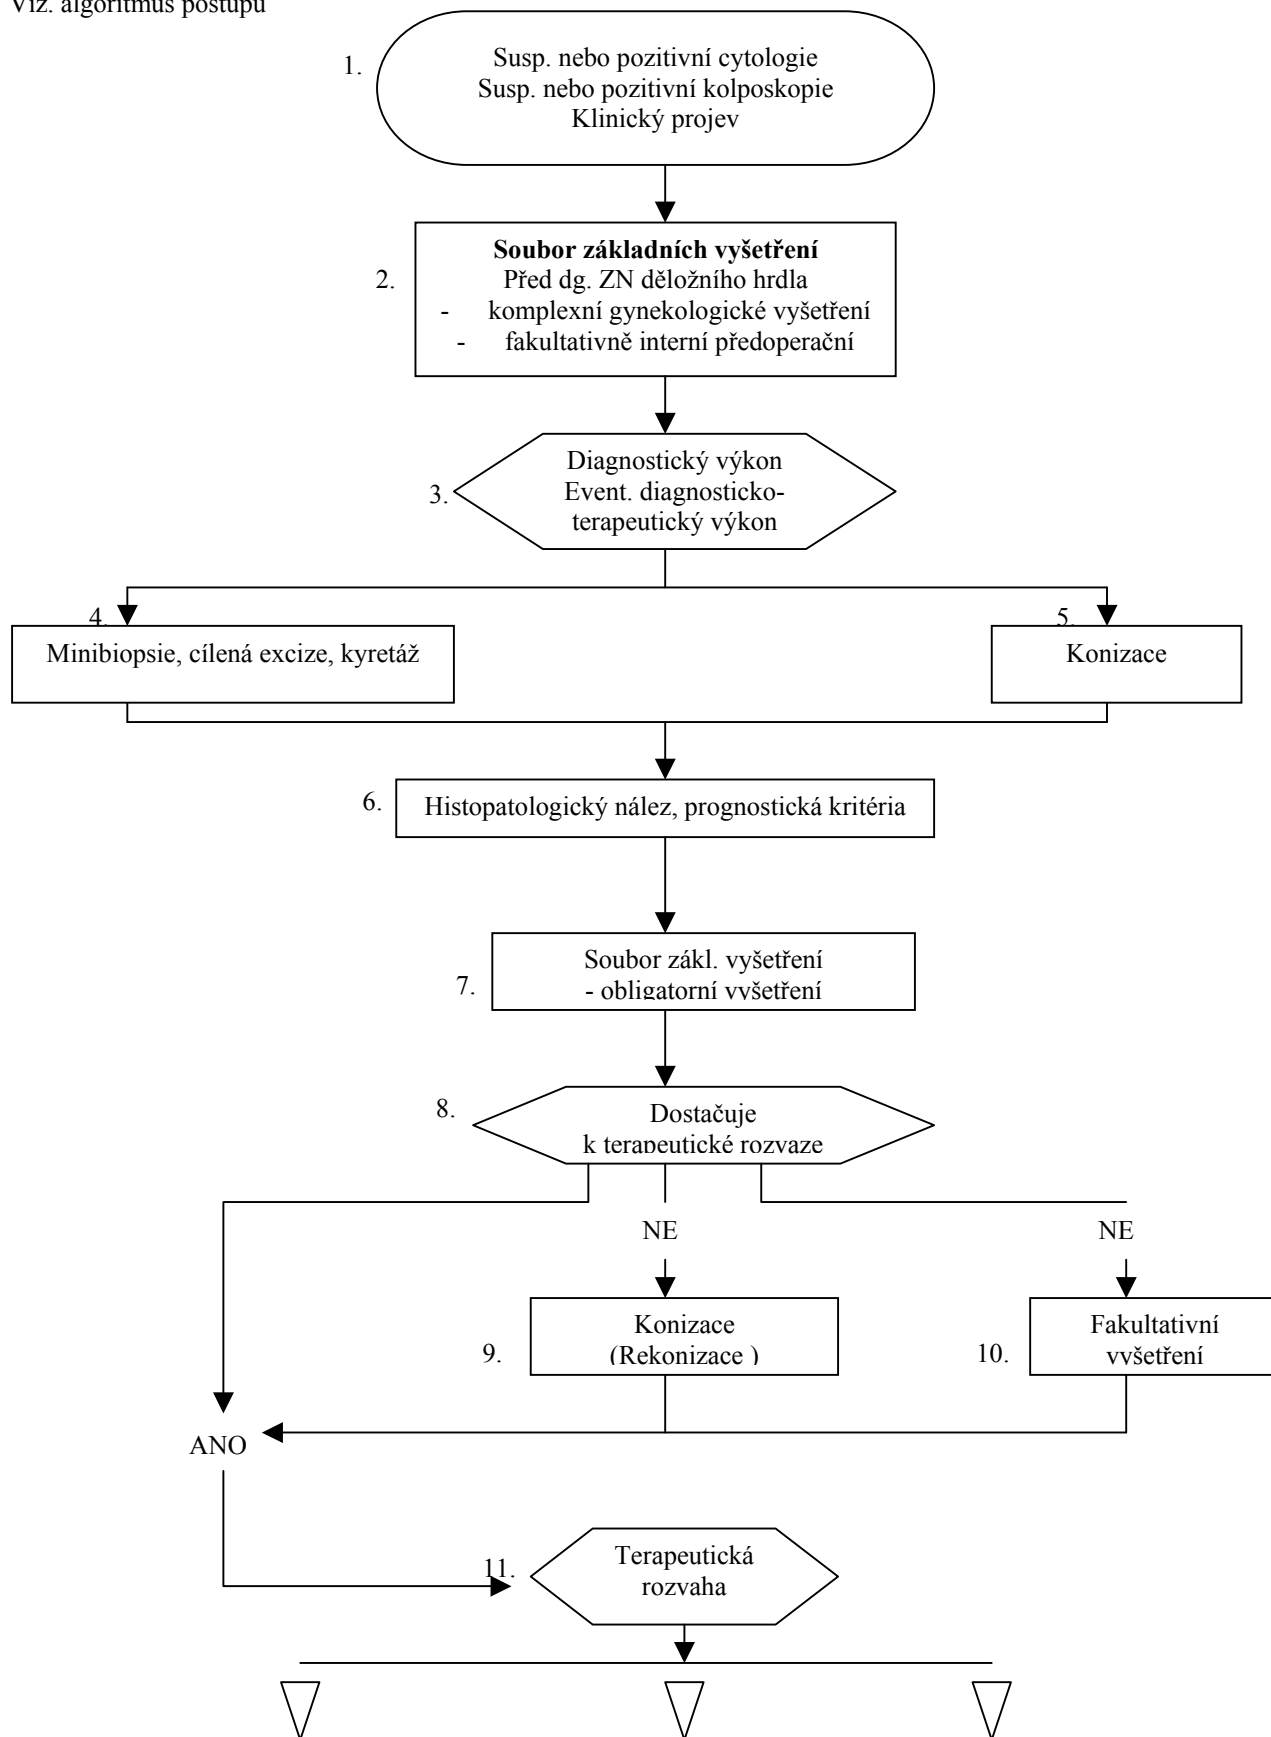 Viz. algoritmus postupu
1.
Susp. nebo pozitivní cytologie
Susp. nebo pozitivní kolposkopie
Klinický projev
2.
Soubor základních vyšetření
Před dg. ZN děložního hrdla
- komplexní gynekologické vyšetření
- fakultativně interní předoperační
3.
Diagnostický výkon
Event. diagnosticko-
terapeutický výkon
4.
Minibiopsie, cílená excize, kyretáž
5.
Konizace
6.
Histopatologický nález, prognostická kritéria
7.
Soubor zákl. vyšetření
- obligatorní vyšetření
8.
Dostačuje
k terapeutické rozvaze
NE
NE
9.
Konizace
(Rekonizace )
10.
Fakultativní
vyšetření
ANO
11.
Terapeutická
rozvaha